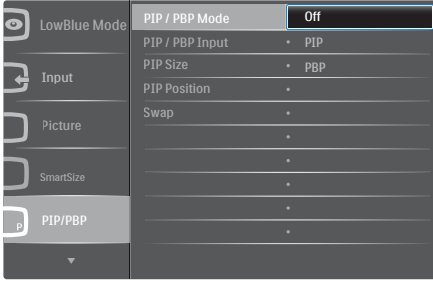 LowBlue Mode
Input
Picture
SmartSize
P
PIP/PBP
PIP / PBP Mode
Off
PIP / PBP Input • PIP
PIP Size • PBP
PIP Position •
Swap •
•
•
•
•
•